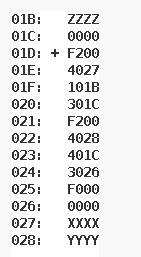 01B: ZZZZ
01C: 0000
01D: + F200
01E: 4027
01F: 101B
020: 301C
021: F200
022: 4028
023: 401C
024: 3026
025: F000
026: 0000
027: XXXX
028: YYYY